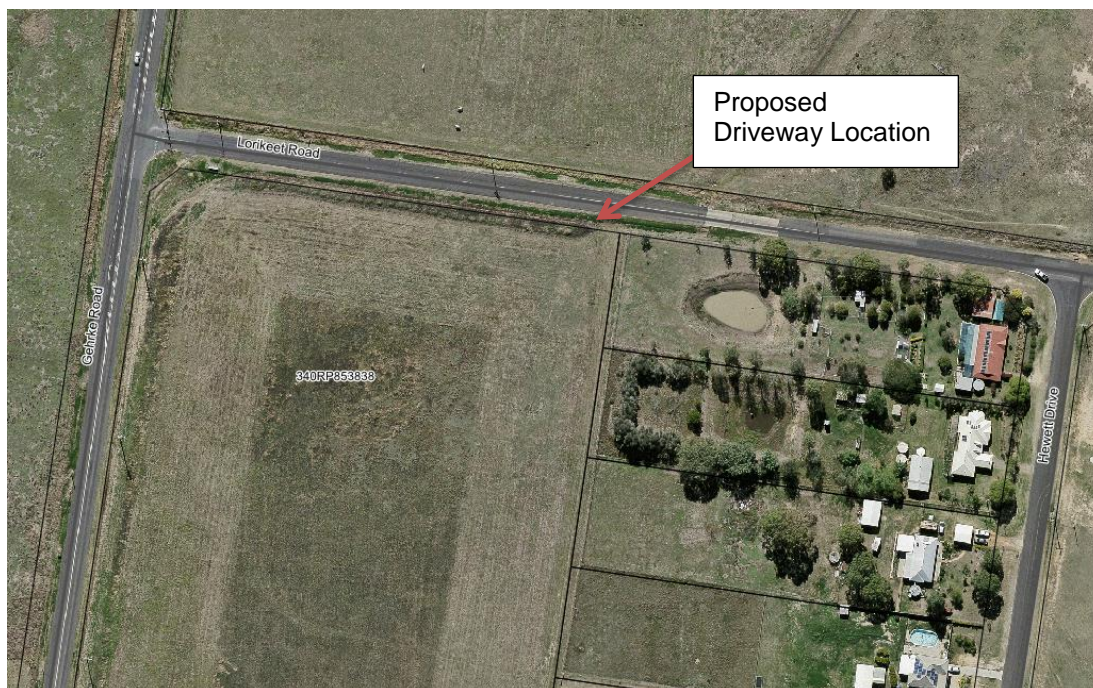 Proposed
Driveway Location
Lorikeet Road
Gehrke Road
340RP853838
Hewett Drive